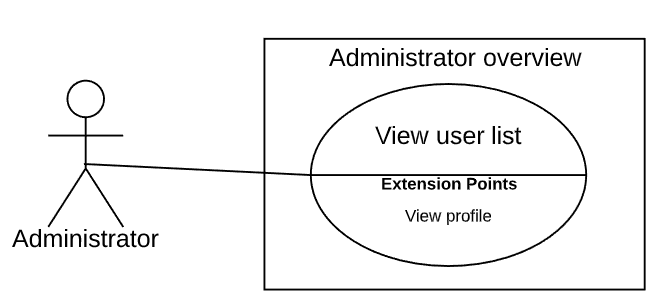 Administrator overview
View user list
Extension Points
View profile
Administrator